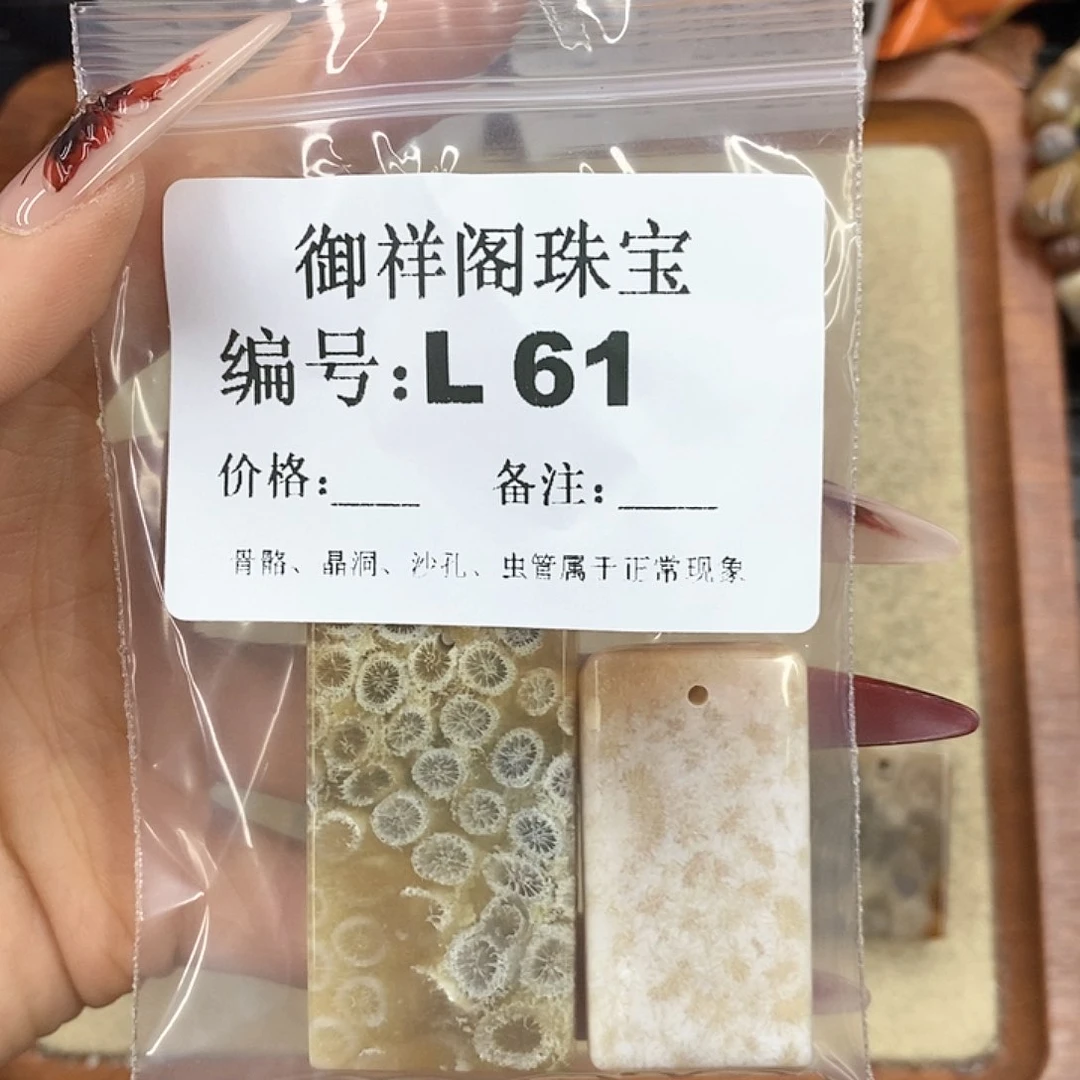 御祥阁珠宝
编号:L 61
价格:____ 备注:____
骨骼、晶洞、沙孔、虫管属于正常现象